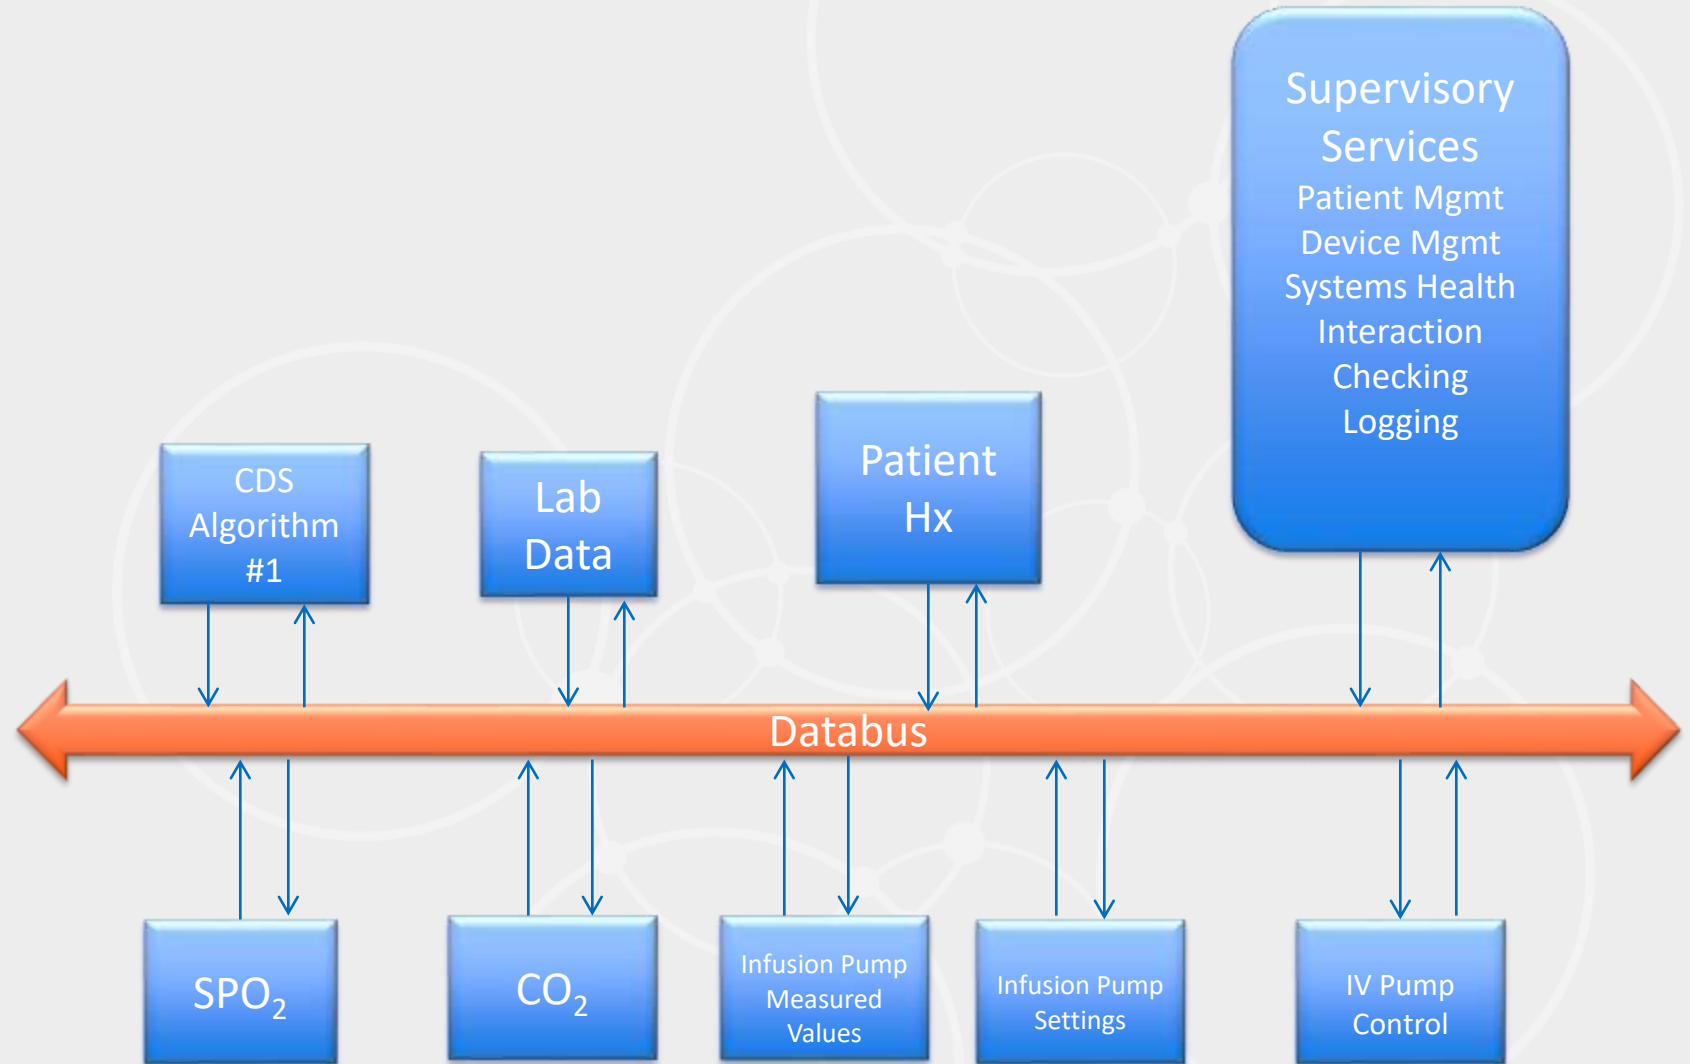 Supervisory
Services
Patient Mgmt
Device Mgmt
Systems Health
Interaction
Checking
Logging
CDS
Algorithm
#1
Lab
Data
Patient
Hx
Databus
SPO₂
CO₂
Infusion Pump
Measured
Values
Infusion Pump
Settings
IV Pump
Control